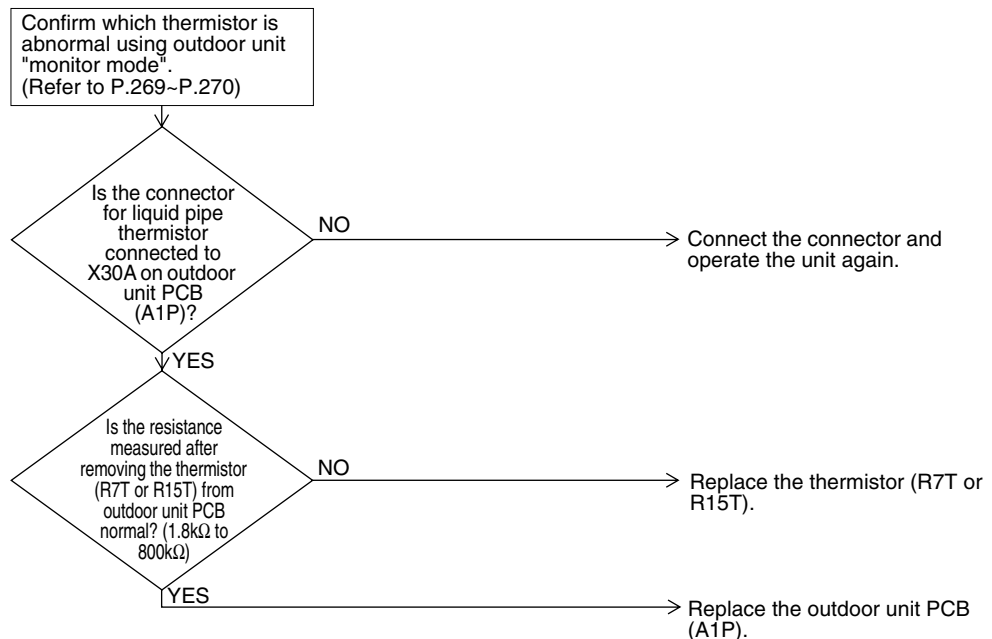 Confirm which thermistor is
abnormal using outdoor unit
"monitor mode".
(Refer to P.269~P.270)
Is the connector
for liquid pipe
thermistor
connected to
X30A on outdoor
unit PCB
(A1P)?
NO
Connect the connector and
operate the unit again.
YES
Is the resistance
measured after
removing the thermistor
(R7T or R15T) from
outdoor unit PCB
normal? (1.8kΩ to
800kΩ)
NO
Replace the thermistor (R7T or
R15T).
YES
Replace the outdoor unit PCB
(A1P).